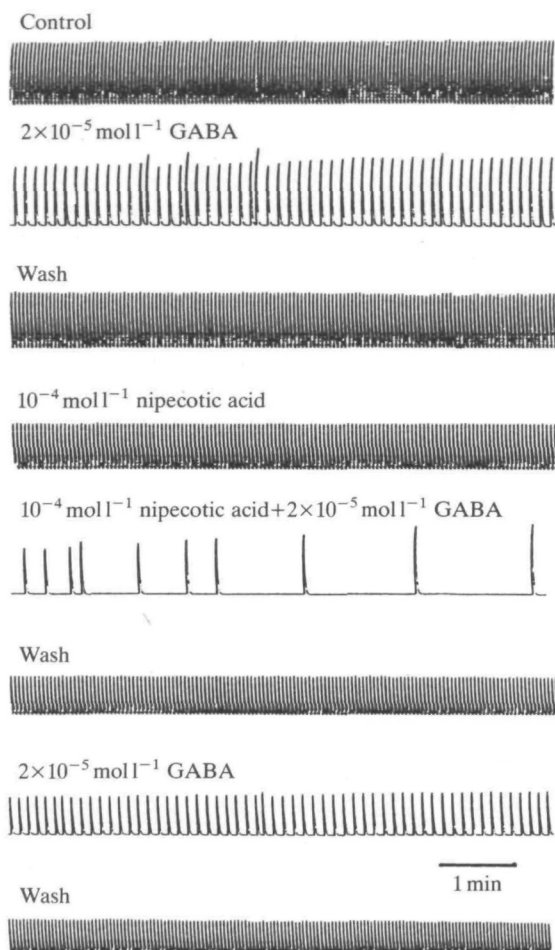 Control
2×10⁻⁵ mol l⁻¹ GABA
Wash
10⁻⁴ mol l⁻¹ nipecotic acid
10⁻⁴ mol l⁻¹ nipecotic acid+2×10⁻⁵ mol l⁻¹ GABA
Wash
2×10⁻⁵ mol l⁻¹ GABA
1 min
Wash